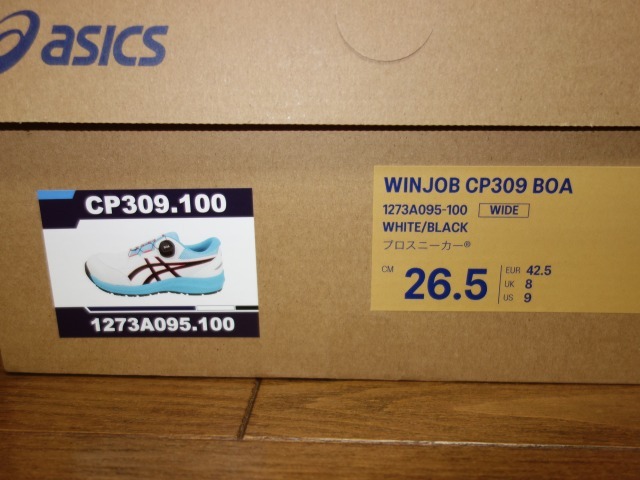 asics
CP309.100
1273A095.100
WINJOB CP309 BOA
1273A095-100 WIDE
WHITE/BLACK
プロスニーカー®
CM 26.5
EUR 42.5
UK 8
US 9